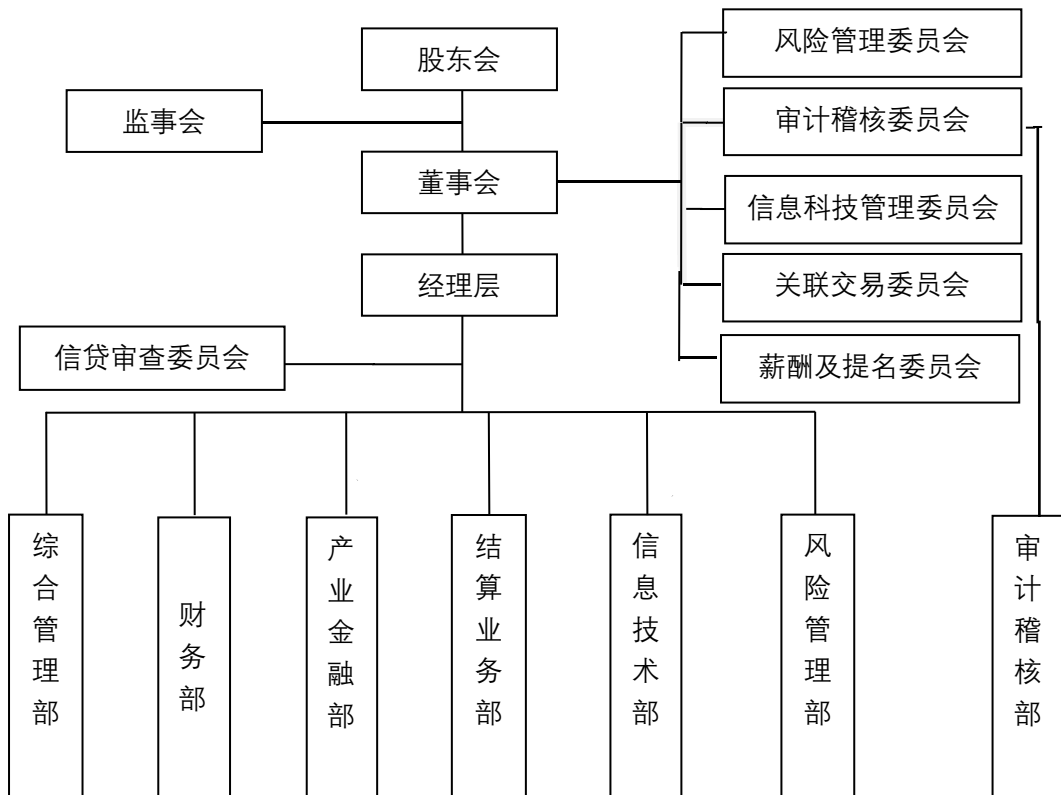 股东会
监事会
董事会
经理层
信贷审查委员会
风险管理委员会
审计稽核委员会
信息科技管理委员会
关联交易委员会
薪酬及提名委员会
综合管理部
财务部
产业金融部
结算业务部
信息技术部
风险管理部
审计稽核部